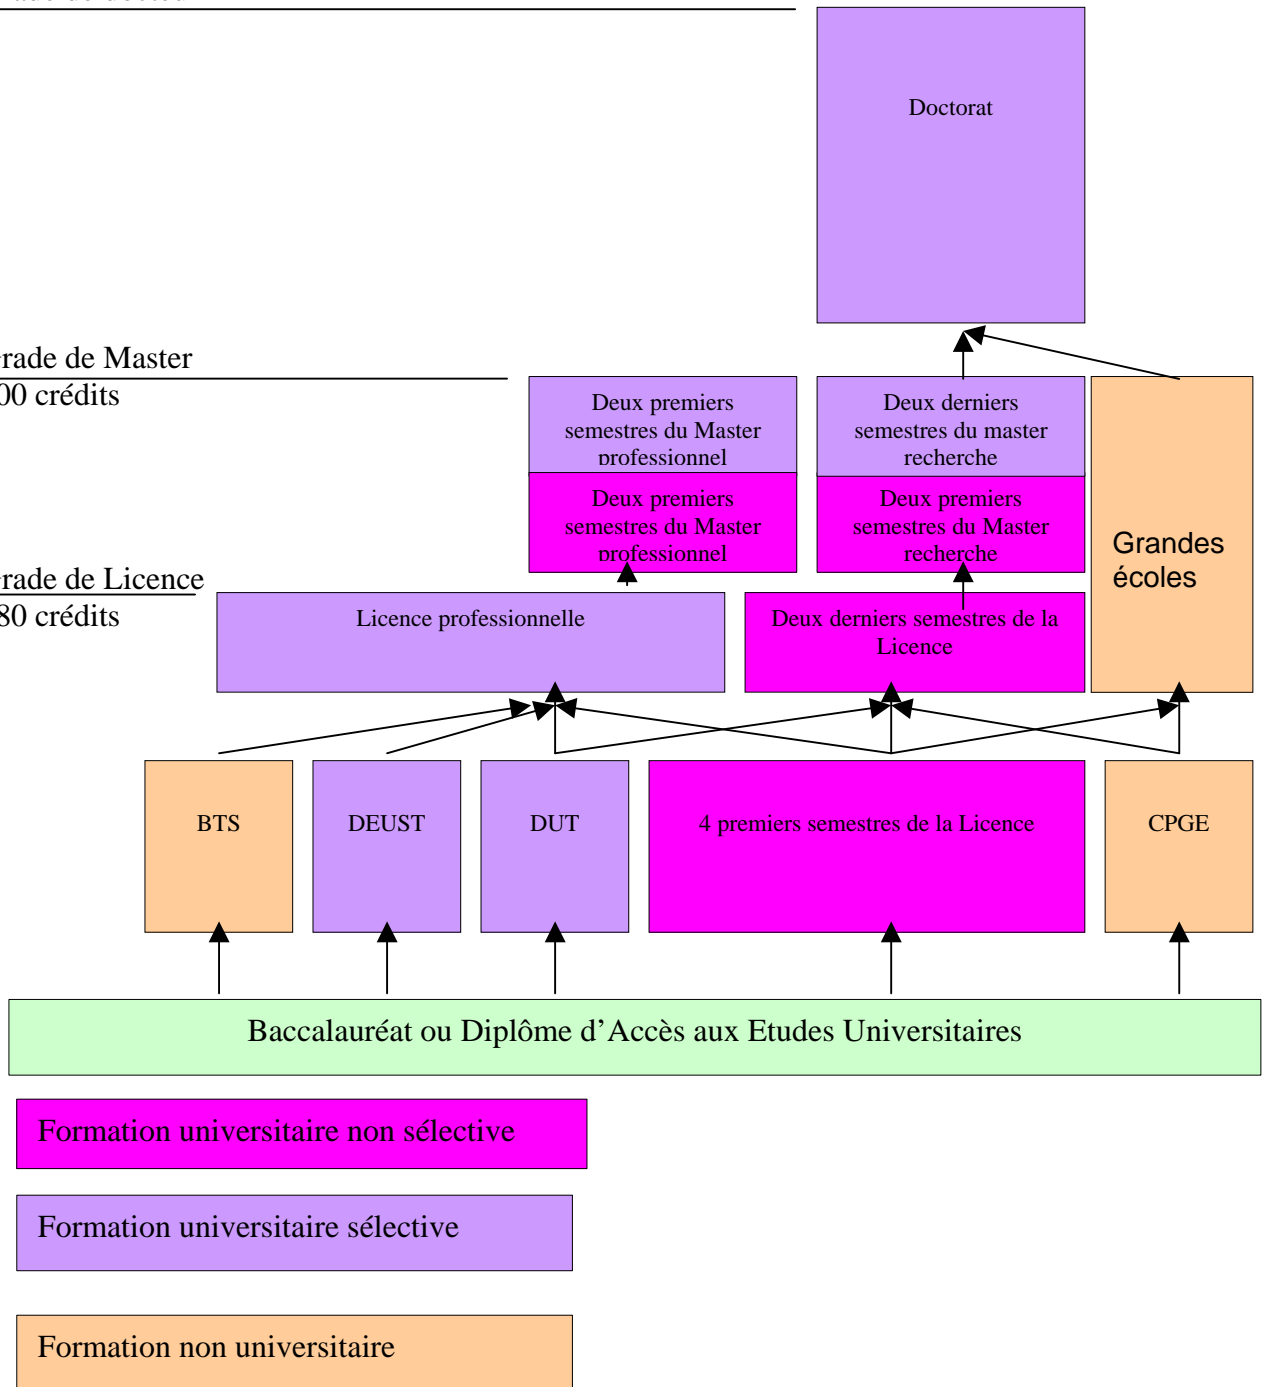 Doctorat
rade de Master
00 crédits
Deux premiers
semestres du Master
professionnel
Deux derniers
semestres du master
recherche
Deux premiers
semestres du Master
professionnel
Deux premiers
semestres du Master
recherche
Grandes
écoles
rade de Licence
80 crédits
Licence professionnelle
Deux derniers semestres de la
Licence
BTS
DEUST
DUT
4 premiers semestres de la Licence
CPGE
Baccalauréat ou Diplôme d’Accès aux Etudes Universitaires
Formation universitaire non sélective
Formation universitaire sélective
Formation non universitaire